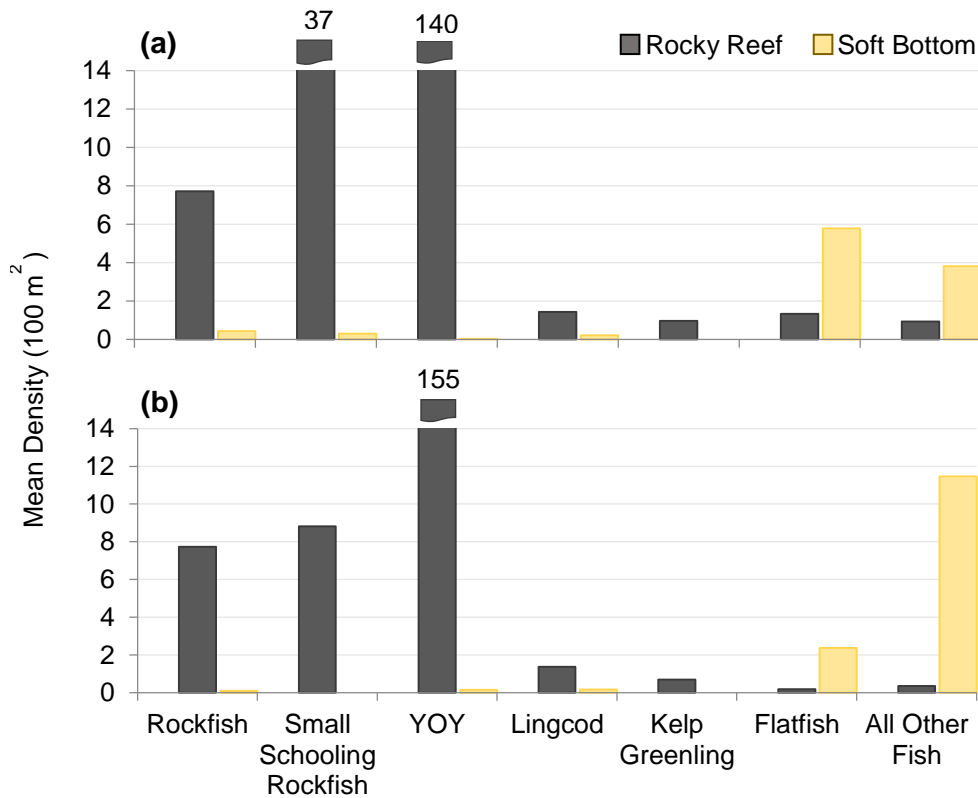 37
140
(a)
Rocky Reef
Soft Bottom
14
12
10
8
6
4
2
0
155
(b)
14
12
10
8
6
4
2
0
Mean Density (100 m²)
Rockfish
Small
Schooling
Rockfish
YOY
Lingcod
Kelp
Greenling
Flatfish
All Other
Fish